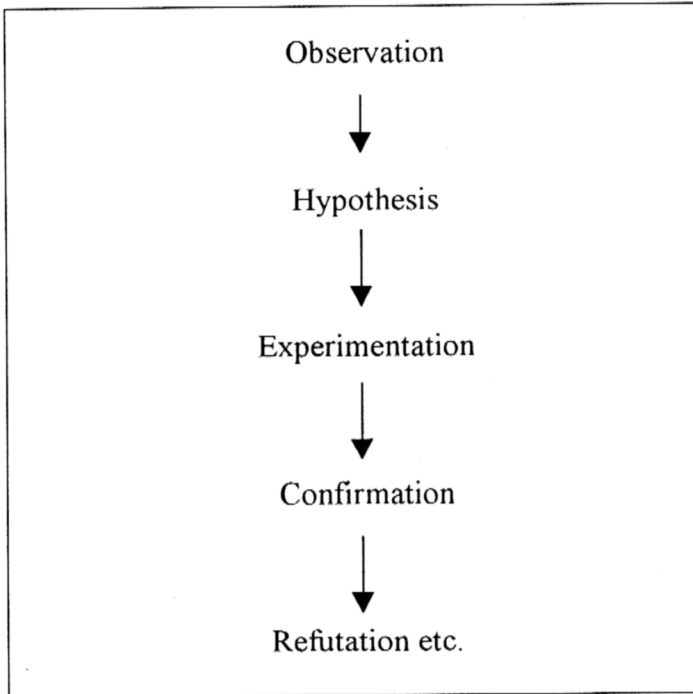 Observation
Hypothesis
Experimentation
Confirmation
Refutation etc.